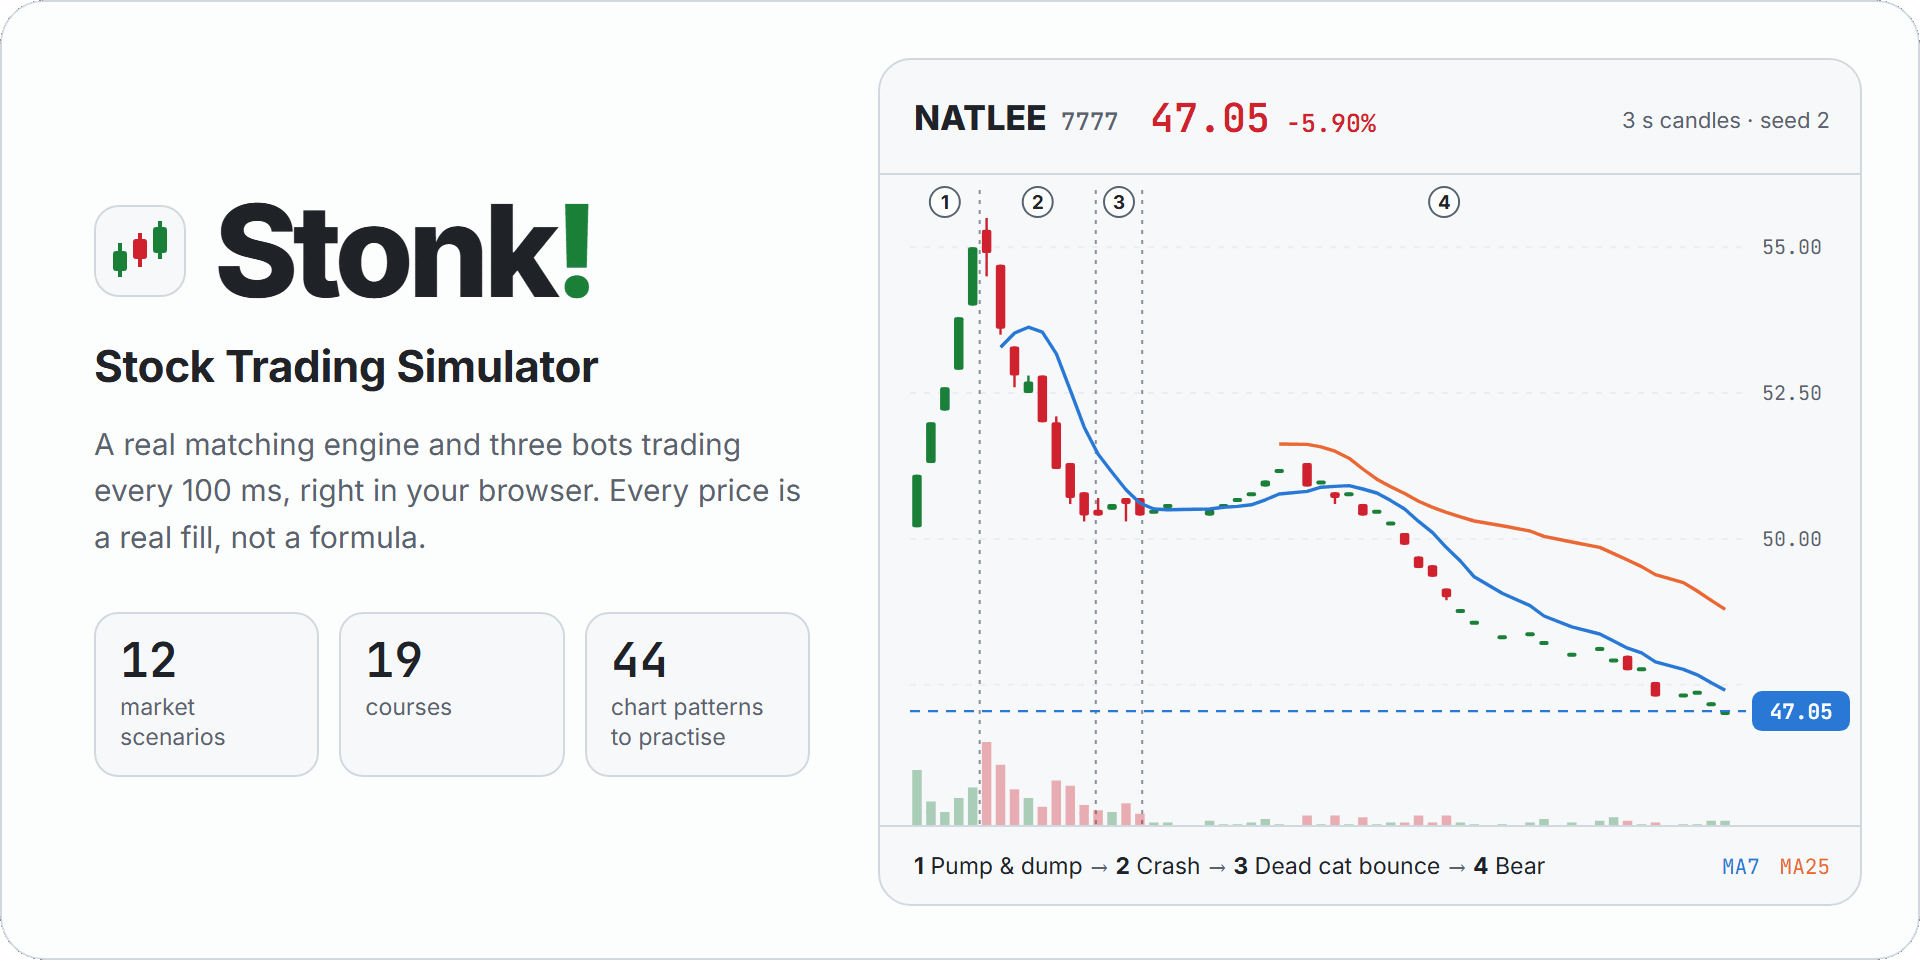 Stonk!
Stock Trading Simulator
A real matching engine and three bots trading
every 100 ms, right in your browser. Every price is
a real fill, not a formula.
12
market
scenarios
19
courses
44
chart patterns
to practise
NATLEE 7777 47.05 -5.90% 3 s candles · seed 2
1 2 3 4
55.00
52.50
50.00
47.05
1 Pump & dump → 2 Crash → 3 Dead cat bounce → 4 Bear MA7 MA25